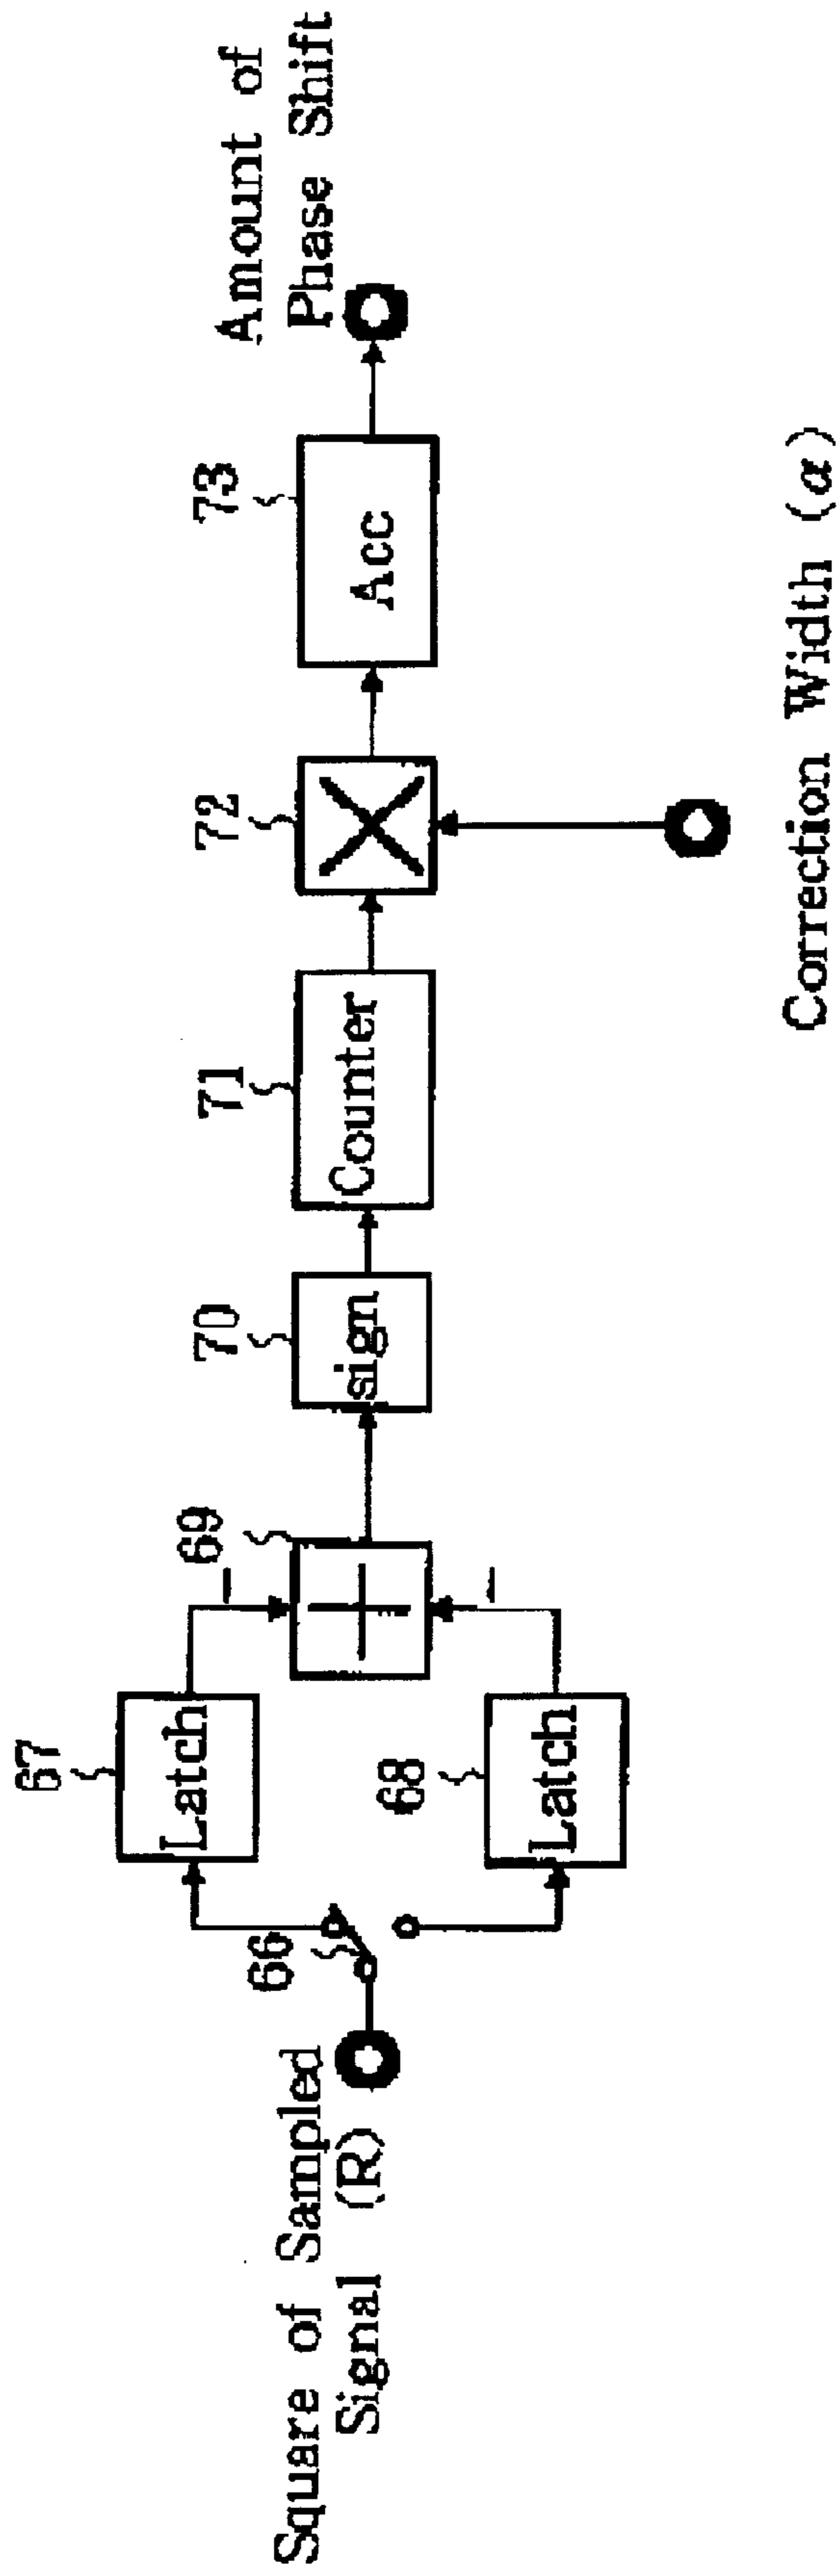 Square of Sampled
Signal (R)
66
67
Latch
68
Latch
69
−
−
70
sign
71
Counter
72
73
Acc
Amount of
Phase Shift
Correction Width (α)